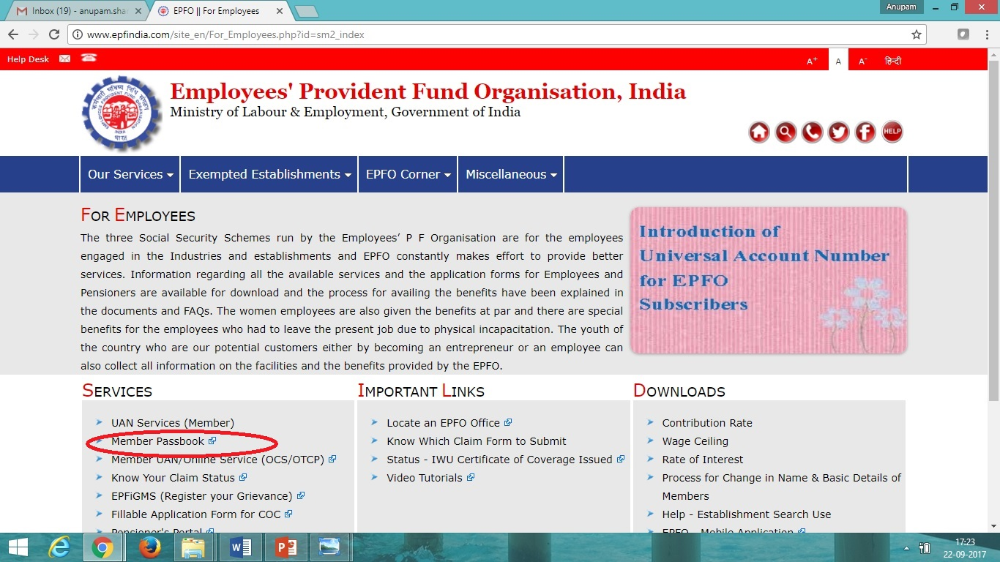 Inbox (19) - anupam.sha
EPFO || For Employees
Anupam
www.epfindia.com/site_en/For_Employees.php?id=sm2_index
Help Desk
A+
A
A-
हिन्दी
Employees' Provident Fund Organisation, India
Ministry of Labour & Employment, Government of India
HELP
Our Services
Exempted Establishments
EPFO Corner
Miscellaneous
FOR EMPLOYEES
The three Social Security Schemes run by the Employees’ P F Organisation are for the employees
engaged in the Industries and establishments and EPFO constantly makes effort to provide better
services. Information regarding all the available services and the application forms for Employees and
Pensioners are available for download and the process for availing the benefits have been explained in
the documents and FAQs. The women employees are also given the benefits at par and there are special
benefits for the employees who had to leave the present job due to physical incapacitation. The youth of
the country who are our potential customers either by becoming an entrepreneur or an employee can
also collect all information on the facilities and the benefits provided by the EPFO.
Introduction of
Universal Account Number
for EPFO
Subscribers
SERVICES
UAN Services (Member)
Member Passbook
Member UAN/Online Service (OCS/OTCP)
Know Your Claim Status
EPFiGMS (Register your Grievance)
Fillable Application Form for COC
Pensioner's Portal
IMPORTANT LINKS
Locate an EPFO Office
Know Which Claim Form to Submit
Status - IWU Certificate of Coverage Issued
Video Tutorials
DOWNLOADS
Contribution Rate
Wage Ceiling
Rate of Interest
Process for Change in Name & Basic Details of
Members
Help - Establishment Search Use
EPFO - Mobile Application
17:23
22-09-2017